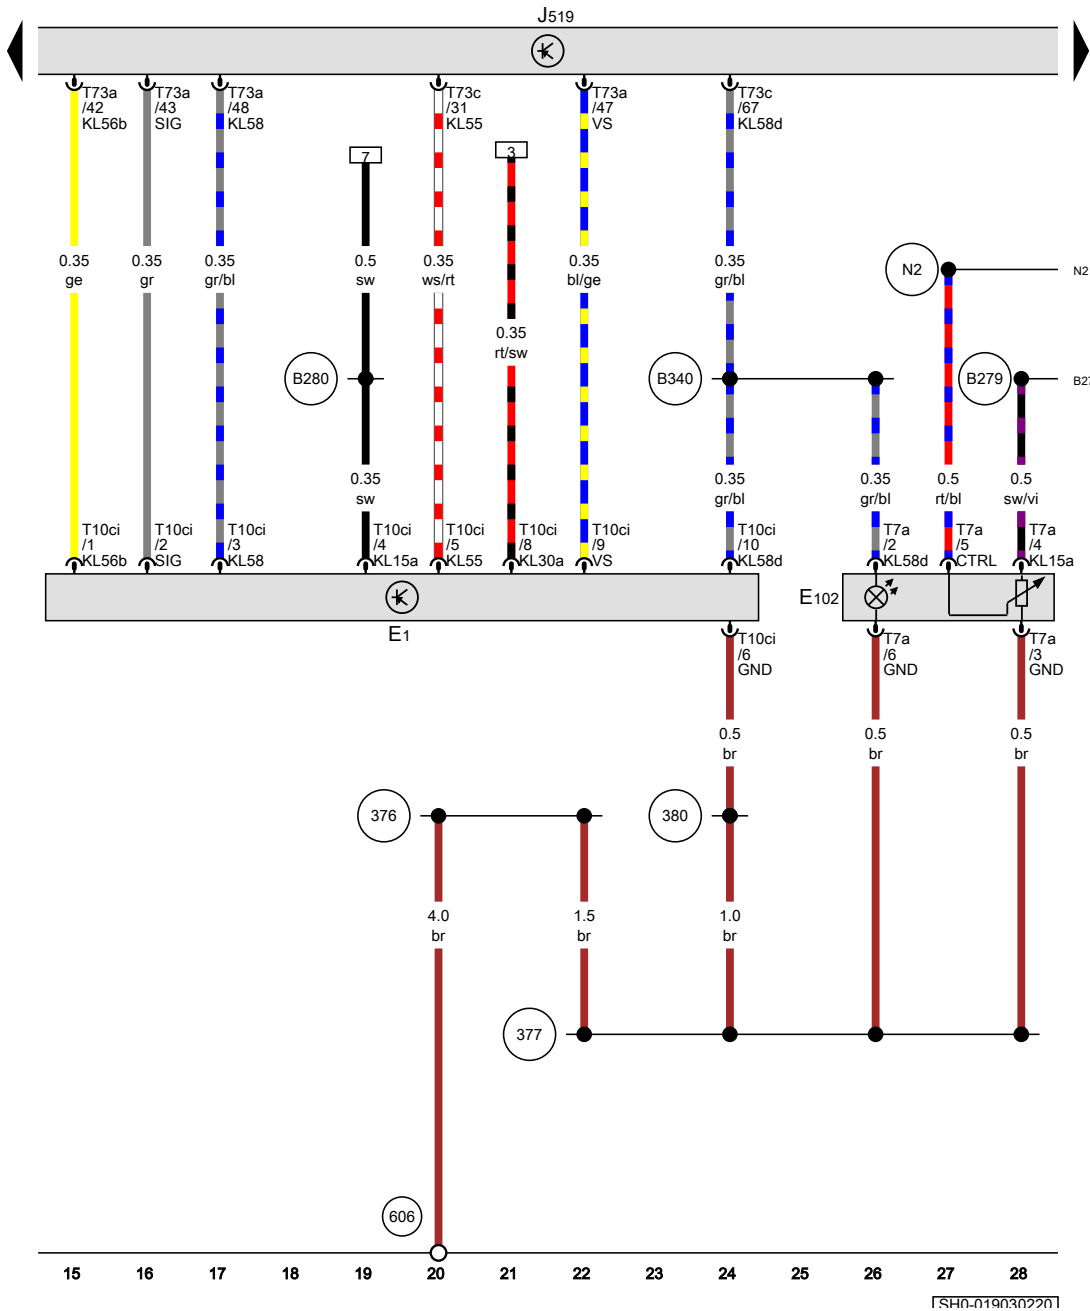 J519
T73a
/42
KL56b
T73a
/43
SIG
T73a
/48
KL58
T73c
/31
KL55
T73a
/47
VS
T73c
/67
KL58d
7
3
0.35
ge
0.35
gr
0.35
gr/bl
0.5
sw
0.35
ws/rt
0.35
bl/ge
0.35
gr/bl
N2
N2
0.35
rt/sw
B280
B340
B279
B27
0.35
sw
0.35
gr/bl
0.35
gr/bl
0.5
rt/bl
0.5
sw/vi
T10ci
/1
KL56b
T10ci
/2
SIG
T10ci
/3
KL58
T10ci
/4
KL15a
T10ci
/5
KL55
T10ci
/8
KL30a
T10ci
/9
VS
T10ci
/10
KL58d
T7a
/2
KL58d
T7a
/5
CTRL
T7a
/4
KL15a
E102
E1
T10ci
/6
GND
T7a
/6
GND
T7a
/3
GND
0.5
br
0.5
br
0.5
br
376
380
4.0
br
1.5
br
1.0
br
377
606
15 16 17 18 19 20 21 22 23 24 25 26 27 28
SH0-019030220